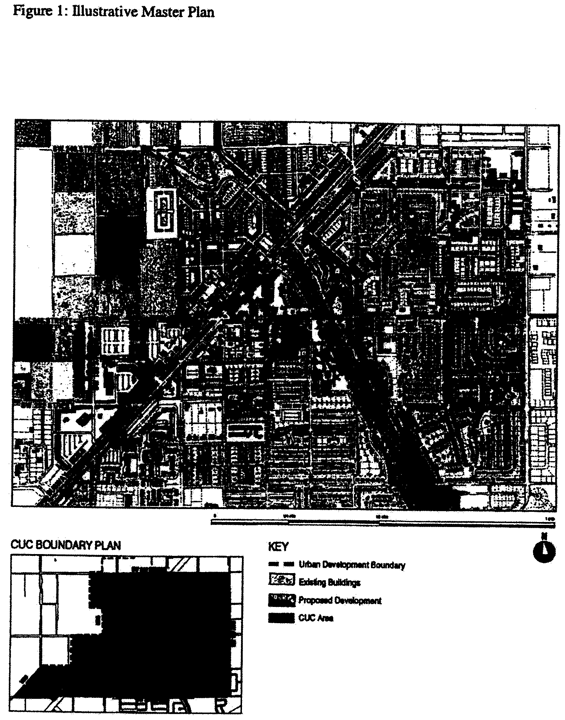 Figure 1: Illustrative Master Plan
N
CUC BOUNDARY PLAN
KEY
Urban Development Boundary
Existing Buildings
Proposed Development
CUC Area